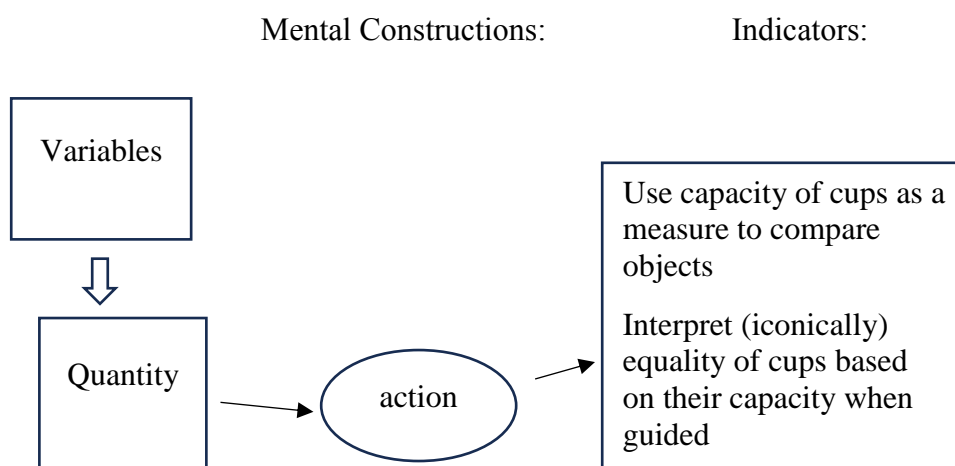 Mental Constructions:
Indicators:
Variables
Quantity
action
Use capacity of cups as a
measure to compare
objects
Interpret (iconically)
equality of cups based
on their capacity when
guided